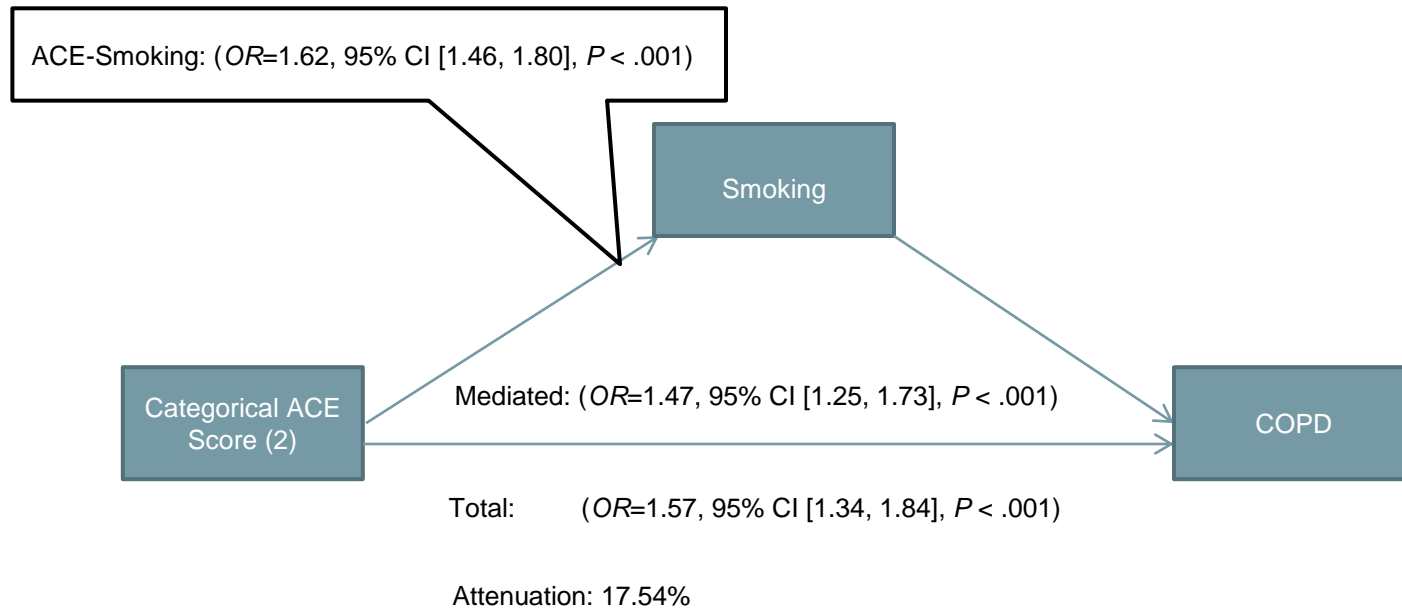 ACE-Smoking: (OR=1.62, 95% CI [1.46, 1.80], P < .001)
Smoking
Categorical ACE
Score (2)
Mediated: (OR=1.47, 95% CI [1.25, 1.73], P < .001)
COPD
Total: (OR=1.57, 95% CI [1.34, 1.84], P < .001)
Attenuation: 17.54%